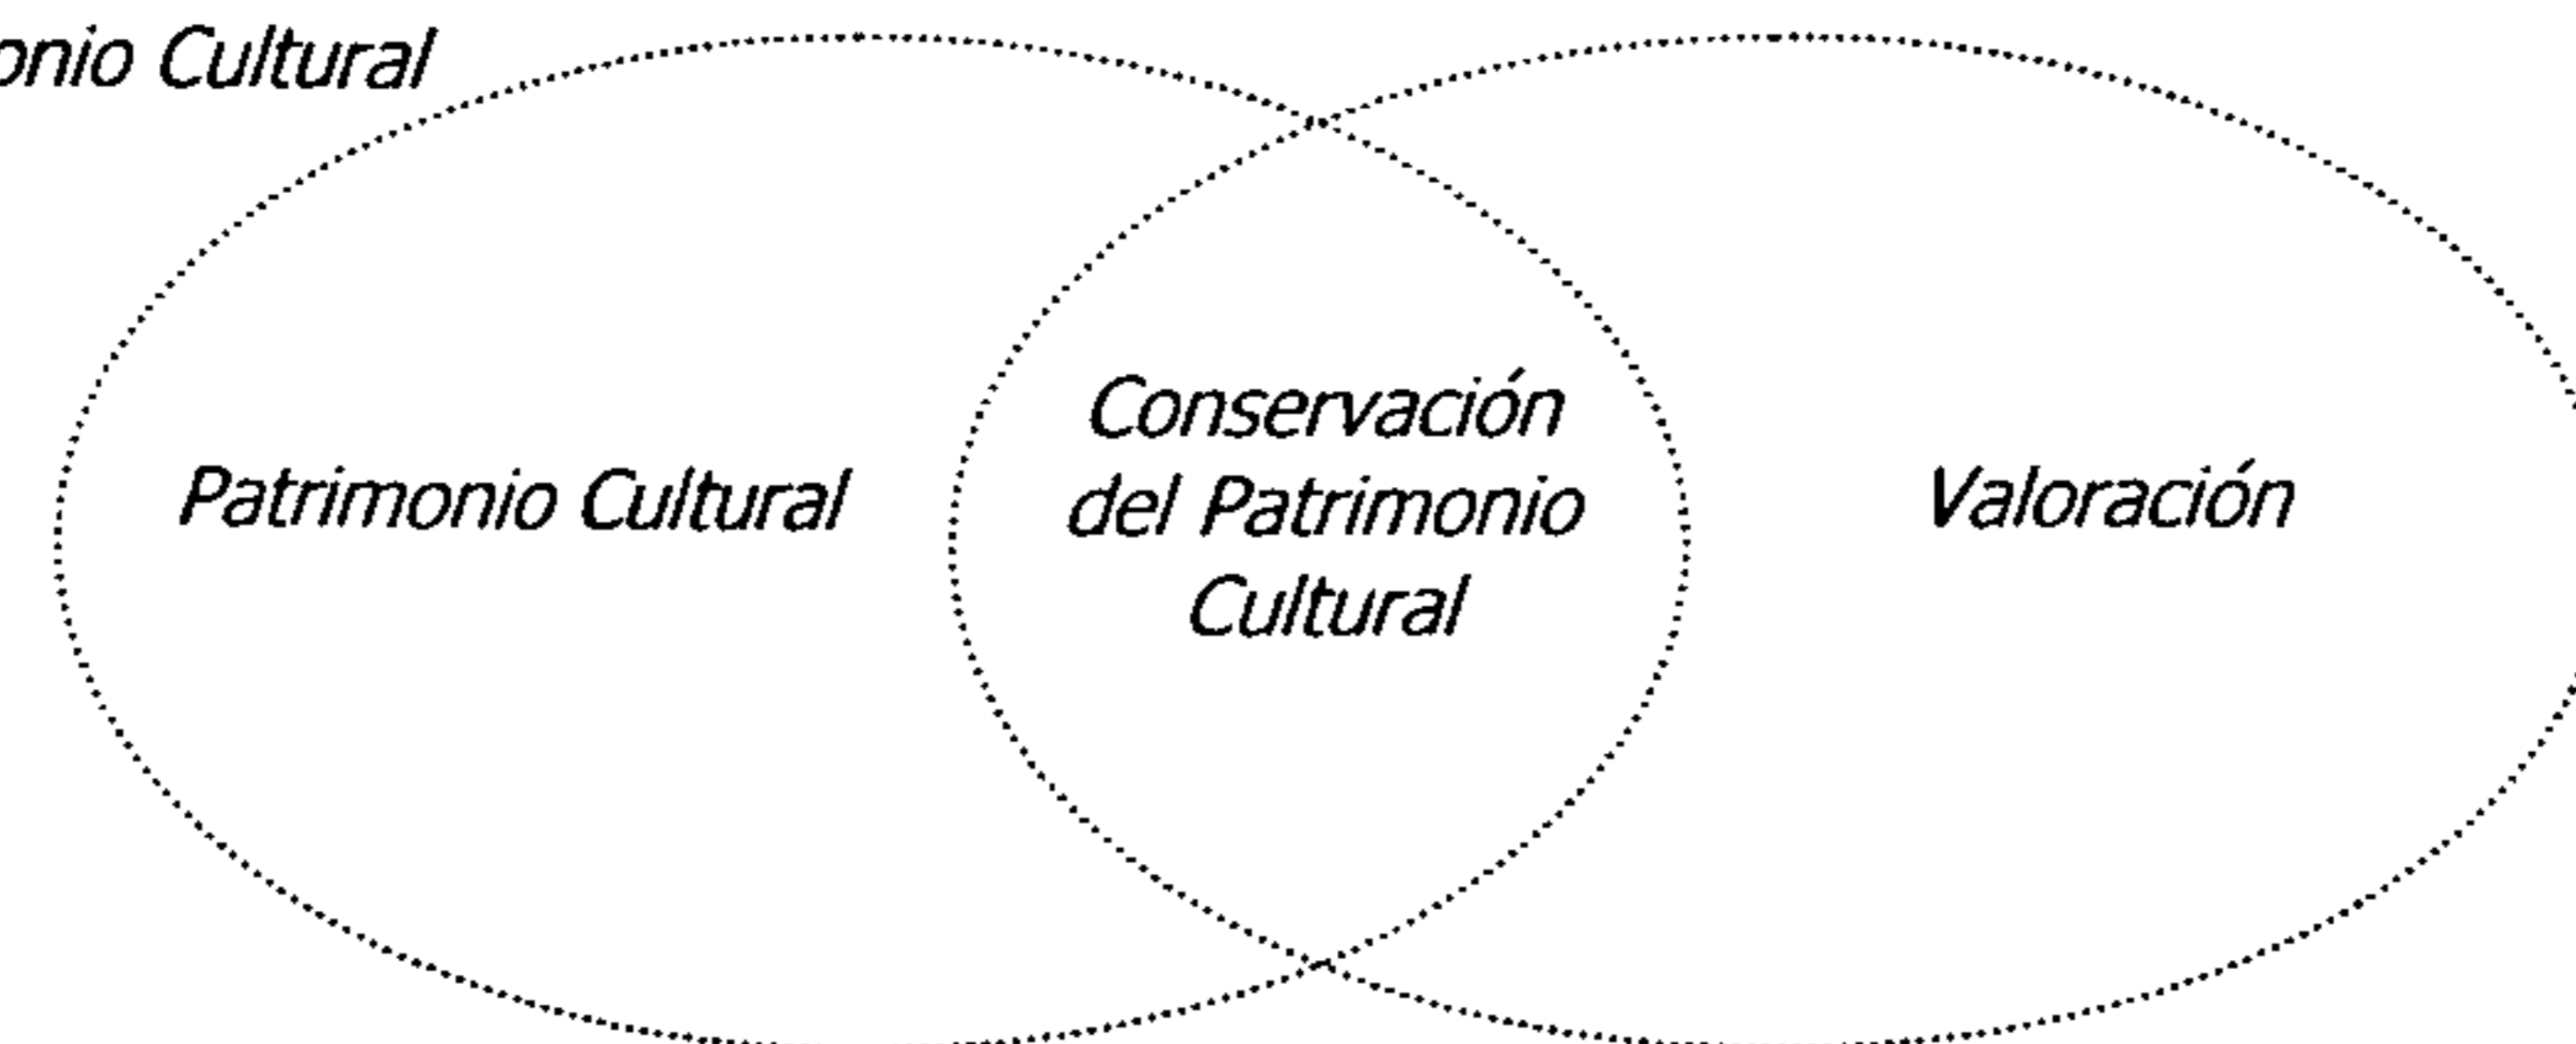 onio Cultural
Patrimonio Cultural
Conservación
del Patrimonio
Cultural
Valoración